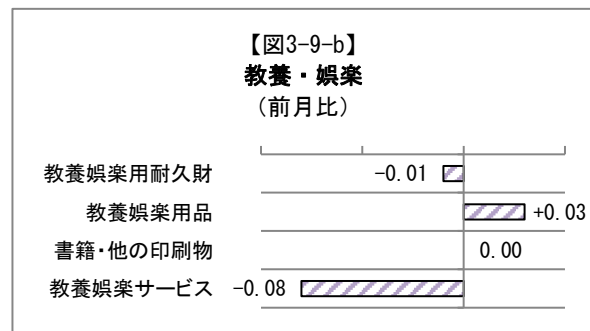 【図3-9-b】
教養・娯楽
(前月比)
教養娯楽用耐久財 -0.01
教養娯楽用品 +0.03
書籍・他の印刷物 0.00
教養娯楽サービス -0.08